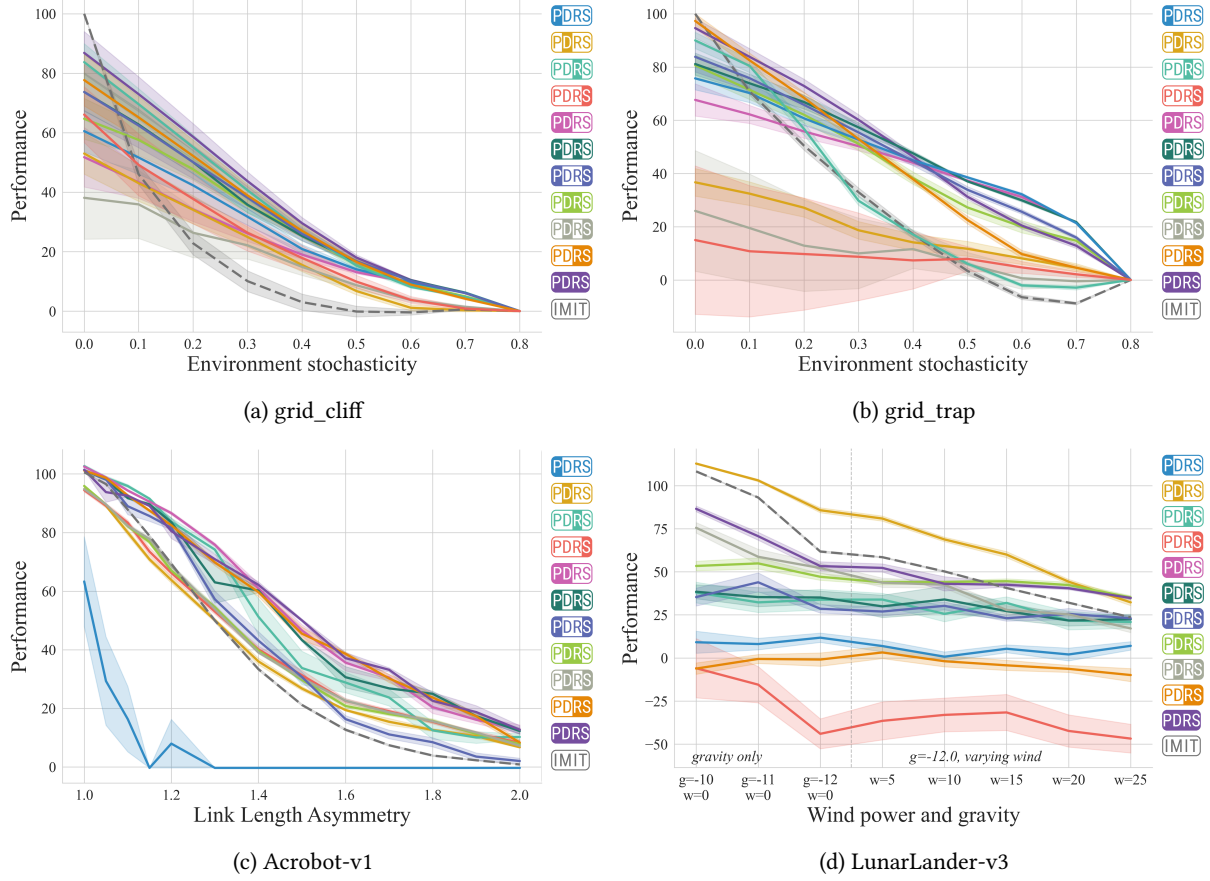 100
80
60
40
20
0
Performance
0.0 0.1 0.2 0.3 0.4 0.5 0.6 0.7 0.8
Environment stochasticity
PDRS
PDRS
PDRS
PDRS
PDRS
PDRS
PDRS
PDRS
PDRS
PDRS
PDRS
IMIT
(a) grid_cliff
100
80
60
40
20
0
Performance
0.0 0.1 0.2 0.3 0.4 0.5 0.6 0.7 0.8
Environment stochasticity
PDRS
PDRS
PDRS
PDRS
PDRS
PDRS
PDRS
PDRS
PDRS
PDRS
PDRS
IMIT
(b) grid_trap
100
80
60
40
20
0
Performance
1.0 1.2 1.4 1.6 1.8 2.0
Link Length Asymmetry
PDRS
PDRS
PDRS
PDRS
PDRS
PDRS
PDRS
PDRS
PDRS
PDRS
PDRS
IMIT
(c) Acrobot-v1
100
75
50
25
0
−25
−50
Performance
gravity only g=-12.0, varying wind
g=-10 g=-11 g=-12 w=5 w=10 w=15 w=20 w=25
w=0 w=0 w=0
Wind power and gravity
PDRS
PDRS
PDRS
PDRS
PDRS
PDRS
PDRS
PDRS
PDRS
PDRS
PDRS
IMIT
(d) LunarLander-v3